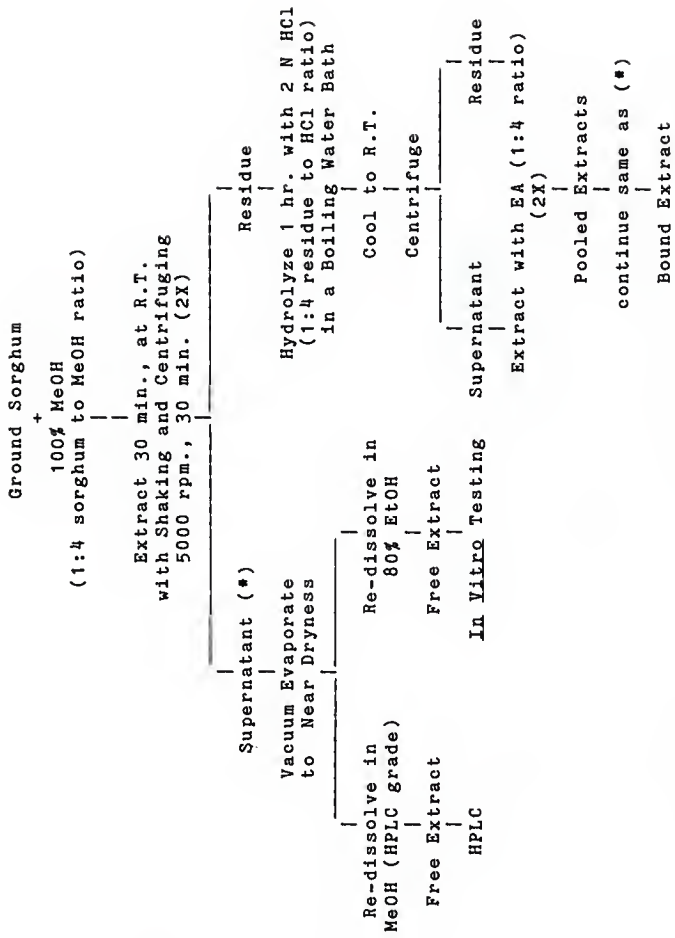 Ground Sorghum
+
100% MeOH
(1:4 sorghum to MeOH ratio)
Extract 30 min., at R.T.
with Shaking and Centrifuging
5000 rpm., 30 min. (2X)
Supernatant (*)
Vacuum Evaporate
to Near Dryness
Re-dissolve in
MeOH (HPLC grade)
Free Extract
HPLC
Re-dissolve in
80% EtOH
Free Extract
In Vitro Testing
Residue
Hydrolyze 1 hr. with 2 N HCl
(1:4 residue to HCl ratio)
in a Boiling Water Bath
Cool to R.T.
Centrifuge
Supernatant
Residue
Extract with EA (1:4 ratio)
(2X)
Pooled Extracts
continue same as (*)
Bound Extract